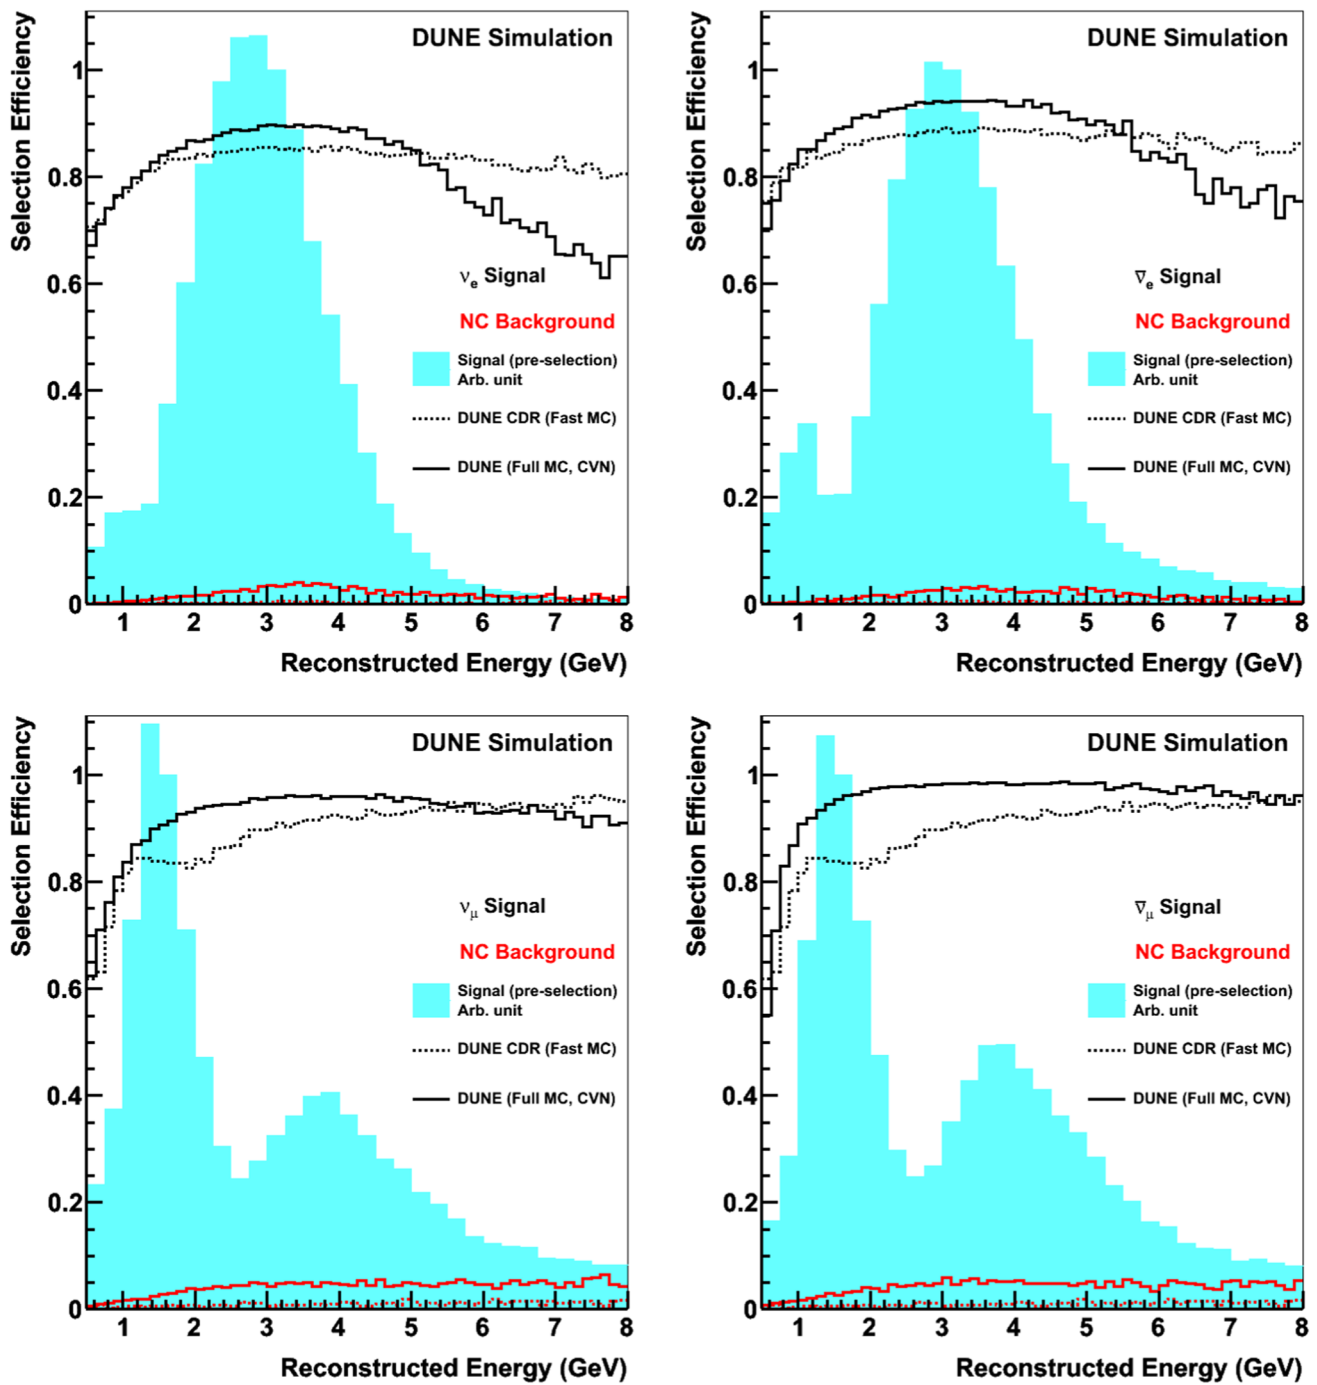 DUNE Simulation
Selection Efficiency
1
0.8
0.6
0.4
0.2
0
νe Signal
NC Background
Signal (pre-selection)
Arb. unit
DUNE CDR (Fast MC)
DUNE (Full MC, CVN)
1 2 3 4 5 6 7 8
Reconstructed Energy (GeV)
DUNE Simulation
Selection Efficiency
1
0.8
0.6
0.4
0.2
0
ν̅e Signal
NC Background
Signal (pre-selection)
Arb. unit
DUNE CDR (Fast MC)
DUNE (Full MC, CVN)
1 2 3 4 5 6 7 8
Reconstructed Energy (GeV)
DUNE Simulation
Selection Efficiency
1
0.8
0.6
0.4
0.2
0
νμ Signal
NC Background
Signal (pre-selection)
Arb. unit
DUNE CDR (Fast MC)
DUNE (Full MC, CVN)
1 2 3 4 5 6 7 8
Reconstructed Energy (GeV)
DUNE Simulation
Selection Efficiency
1
0.8
0.6
0.4
0.2
0
ν̅μ Signal
NC Background
Signal (pre-selection)
Arb. unit
DUNE CDR (Fast MC)
DUNE (Full MC, CVN)
1 2 3 4 5 6 7 8
Reconstructed Energy (GeV)